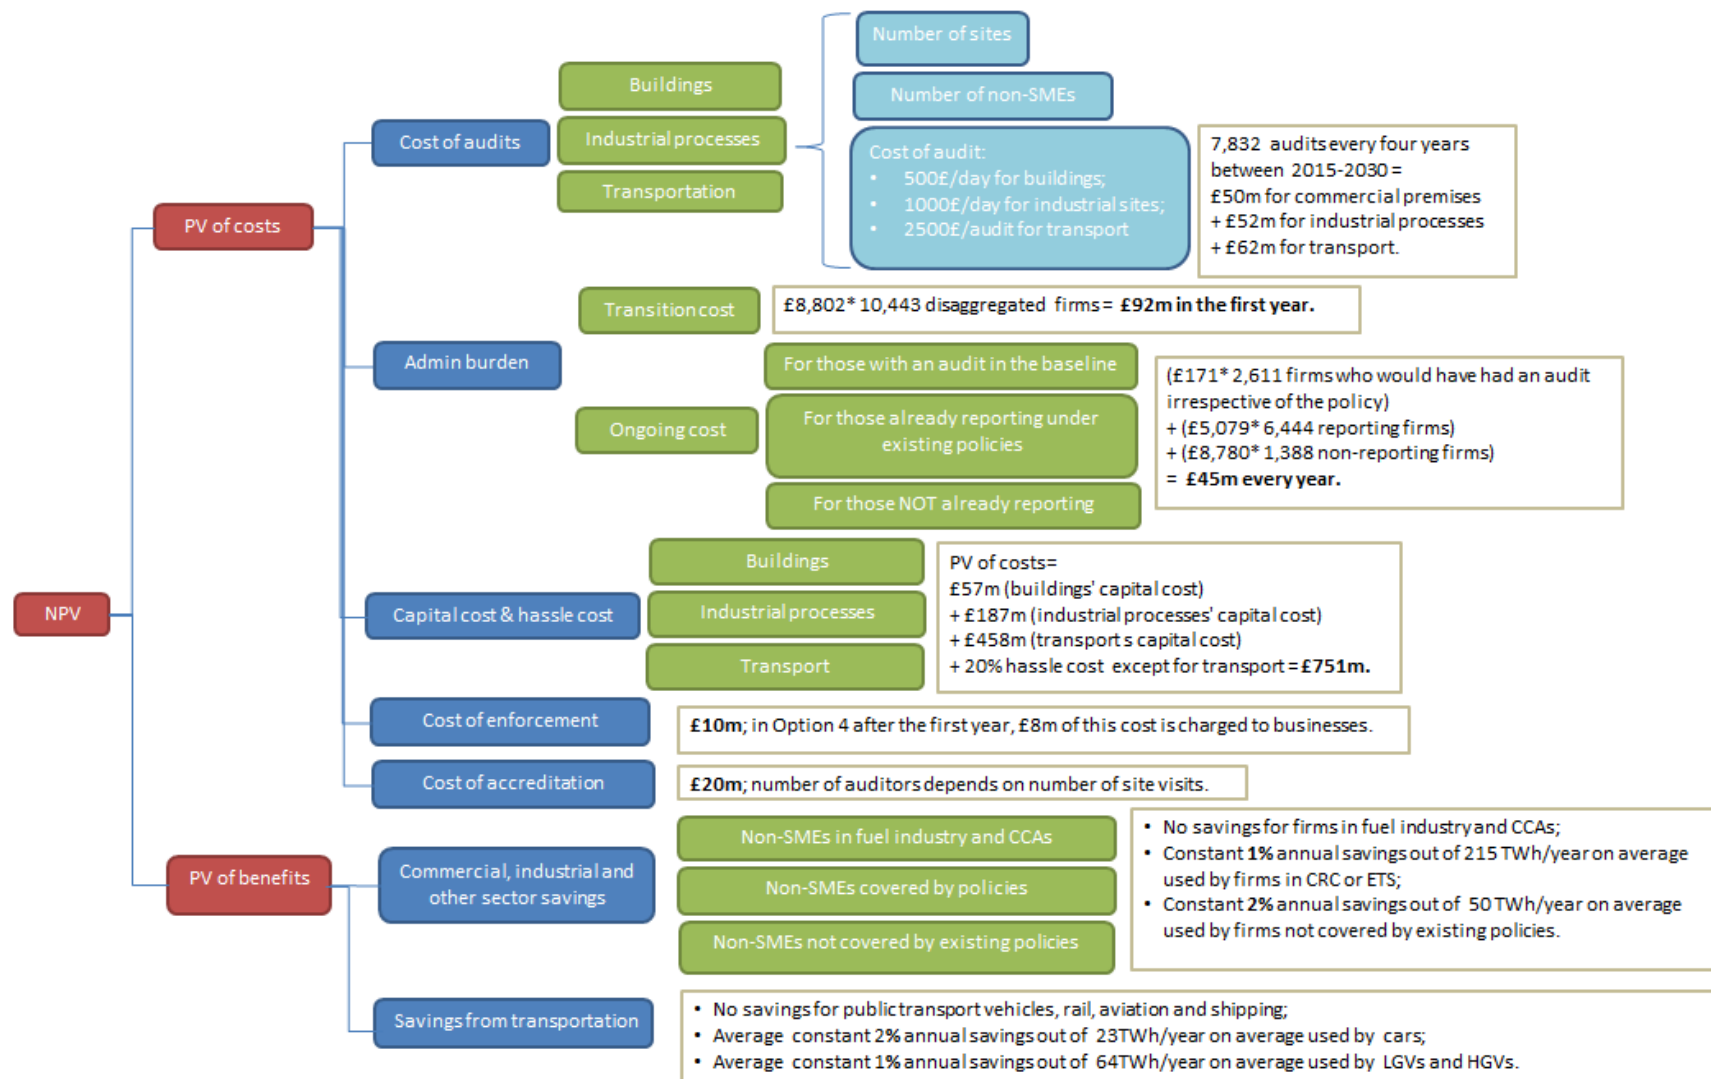 NPV
PV of costs
Cost of audits
Buildings
Industrial processes
Transportation
Number of sites
Number of non-SMEs
Cost of audit:
• 500£/day for buildings;
• 1000£/day for industrial sites;
• 2500£/audit for transport
7,832 audits every four years
between 2015-2030 =
£50m for commercial premises
+ £52m for industrial processes
+ £62m for transport.
Admin burden
Transition cost
£8,802* 10,443 disaggregated firms = £92m in the first year.
Ongoing cost
For those with an audit in the baseline
For those already reporting under
existing policies
For those NOT already reporting
(£171* 2,611 firms who would have had an audit
irrespective of the policy)
+ (£5,079* 6,444 reporting firms)
+ (£8,780* 1,388 non-reporting firms)
= £45m every year.
Capital cost & hassle cost
Buildings
Industrial processes
Transport
PV of costs=
£57m (buildings' capital cost)
+ £187m (industrial processes' capital cost)
+ £458m (transport s capital cost)
+ 20% hassle cost except for transport = £751m.
Cost of enforcement
£10m; in Option 4 after the first year, £8m of this cost is charged to businesses.
Cost of accreditation
£20m; number of auditors depends on number of site visits.
PV of benefits
Commercial, industrial and
other sector savings
Non-SMEs in fuel industry and CCAs
Non-SMEs covered by policies
Non-SMEs not covered by existing policies
• No savings for firms in fuel industry and CCAs;
• Constant 1% annual savings out of 215 TWh/year on average
used by firms in CRC or ETS;
• Constant 2% annual savings out of 50 TWh/year on average
used by firms not covered by existing policies.
Savings from transportation
• No savings for public transport vehicles, rail, aviation and shipping;
• Average constant 2% annual savings out of 23TWh/year on average used by cars;
• Average constant 1% annual savings out of 64TWh/year on average used by LGVs and HGVs.